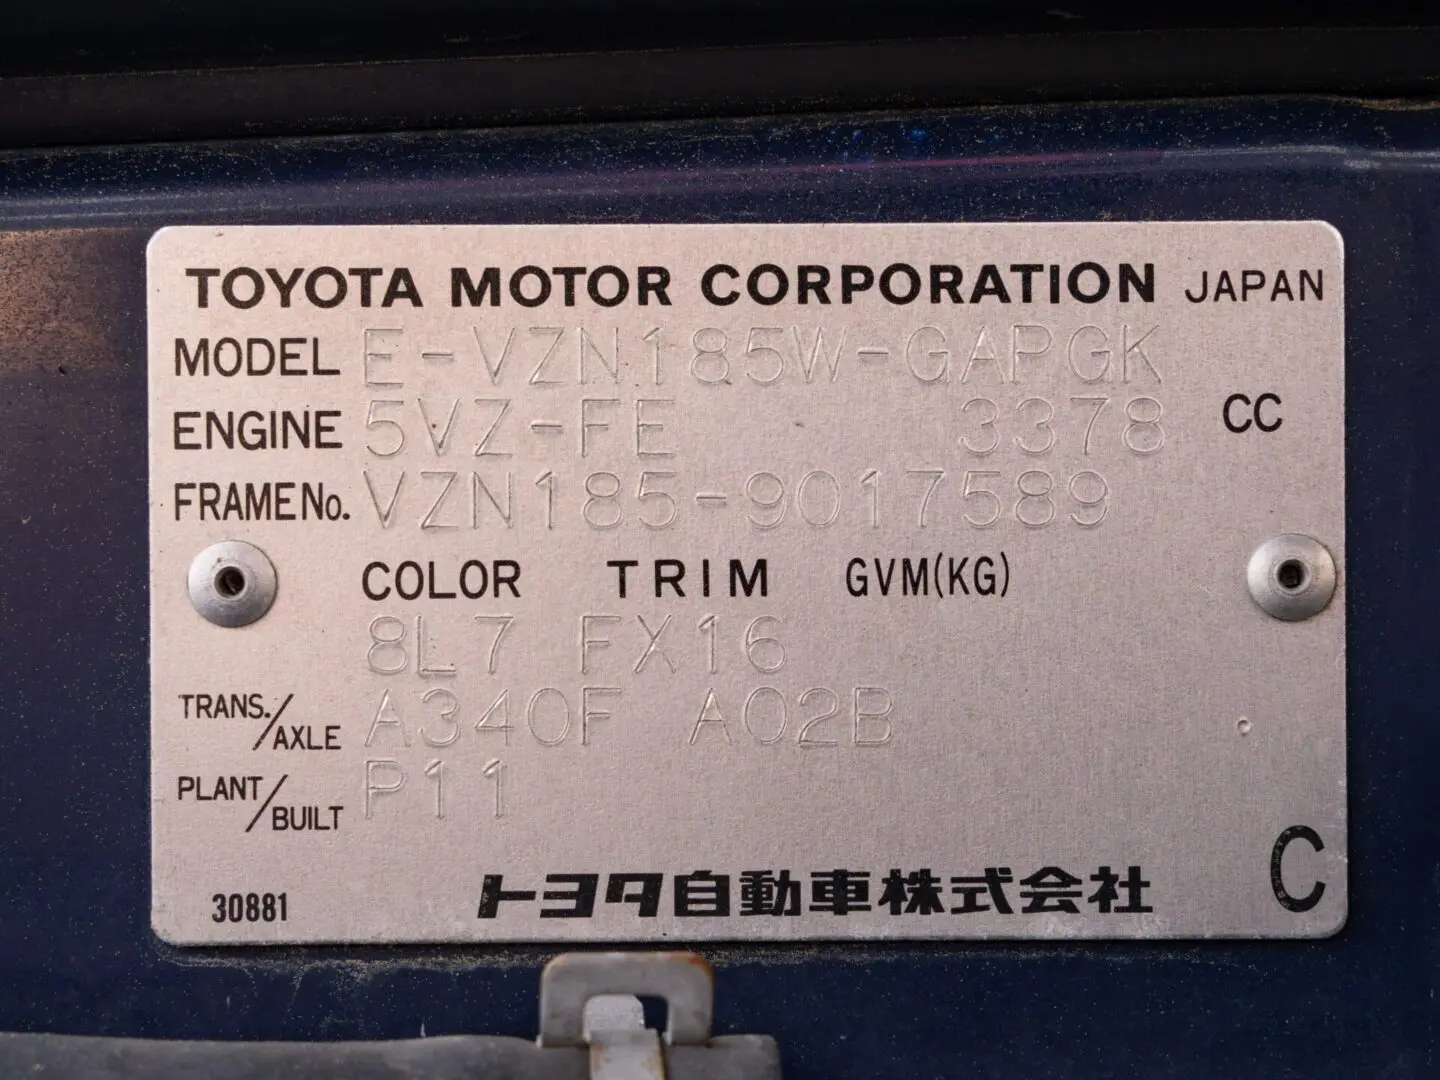 TOYOTA MOTOR CORPORATION JAPAN
MODEL E-VZN185W-GAPGK
ENGINE 5VZ-FE 3378 CC
FRAME No. VZN185-9017589
COLOR TRIM GVM(KG)
8L7 FX16
TRANS./AXLE A340F A02B
PLANT/BUILT P11
30881 トヨタ自動車株式会社 C